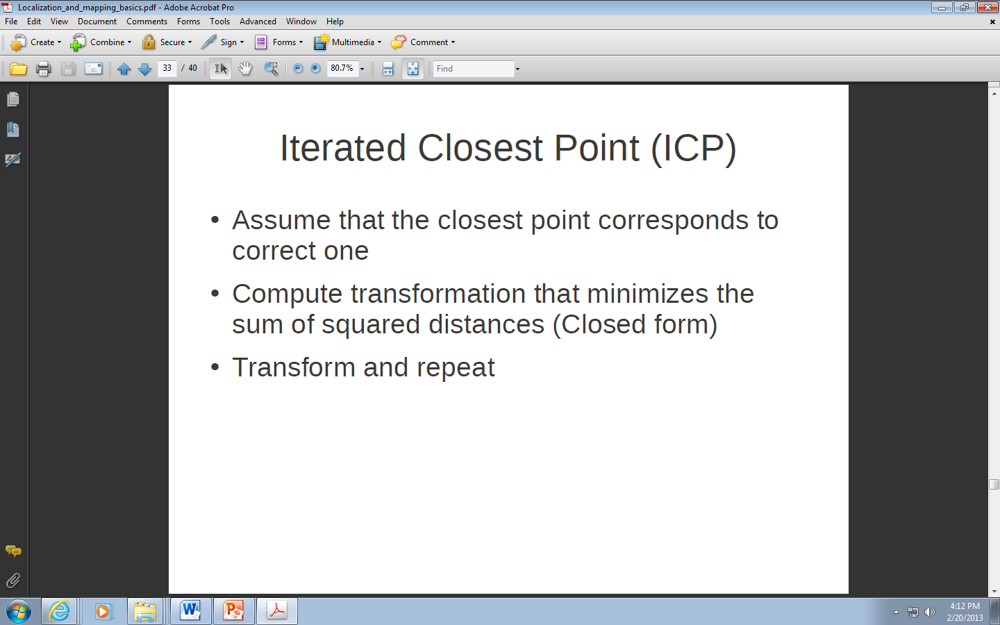 Localization_and_mapping_basics.pdf - Adobe Acrobat Pro
File Edit View Document Comments Forms Tools Advanced Window Help
Create Combine Secure Sign Forms Multimedia Comment
33 / 40 80.7% Find
Iterated Closest Point (ICP)
• Assume that the closest point corresponds to
correct one
• Compute transformation that minimizes the
sum of squared distances (Closed form)
• Transform and repeat
4:12 PM
2/20/2013